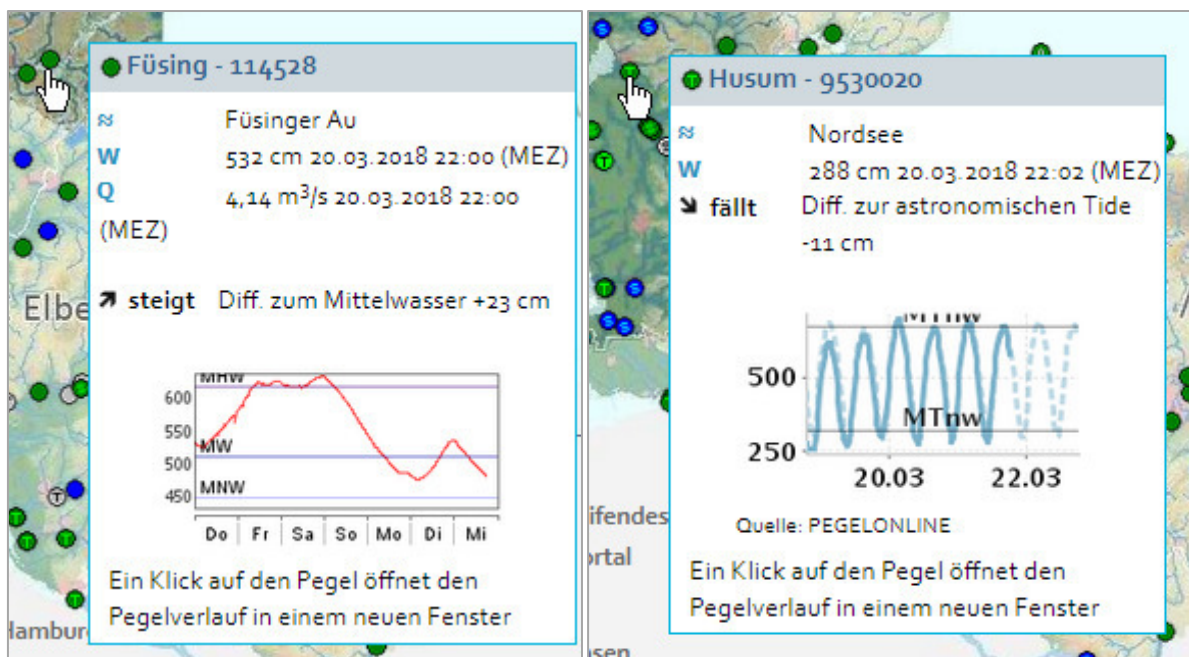 Füsing - 114528
≈ Füsinger Au
W 532 cm 20.03.2018 22:00 (MEZ)
Q 4,14 m³/s 20.03.2018 22:00
(MEZ)
steigt Diff. zum Mittelwasser +23 cm
MHW
600
550
MW
500
MNW
450
Do Fr Sa So Mo Di Mi
Ein Klick auf den Pegel öffnet den
Pegelverlauf in einem neuen Fenster
Elbe
T
T
T
T
T
Hambur
Husum - 9530020
≈ Nordsee
W 288 cm 20.03.2018 22:02 (MEZ)
fällt Diff. zur astronomischen Tide
-11 cm
500
MTnw
250
20.03 22.03
Quelle: PEGELONLINE
Ein Klick auf den Pegel öffnet den
Pegelverlauf in einem neuen Fenster
S
S
T
T
T
T
S
S
S
ifendes
ortal